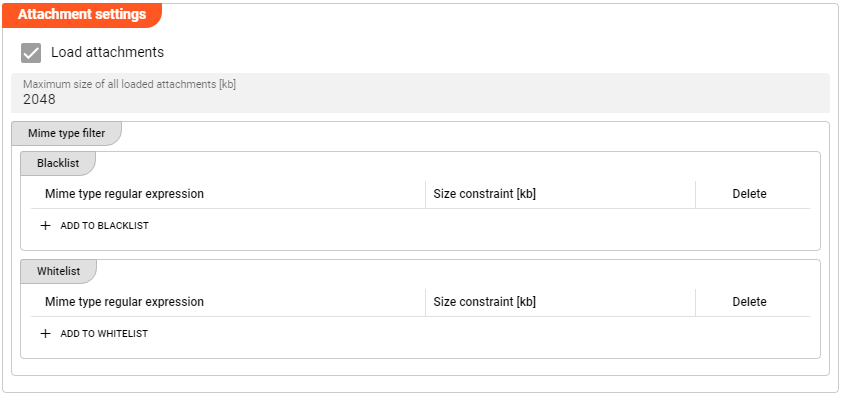 Attachment settings
Load attachments
Maximum size of all loaded attachments [kb]
2048
Mime type filter
Blacklist
Mime type regular expression Size constraint [kb] Delete
+ ADD TO BLACKLIST
Whitelist
Mime type regular expression Size constraint [kb] Delete
+ ADD TO WHITELIST